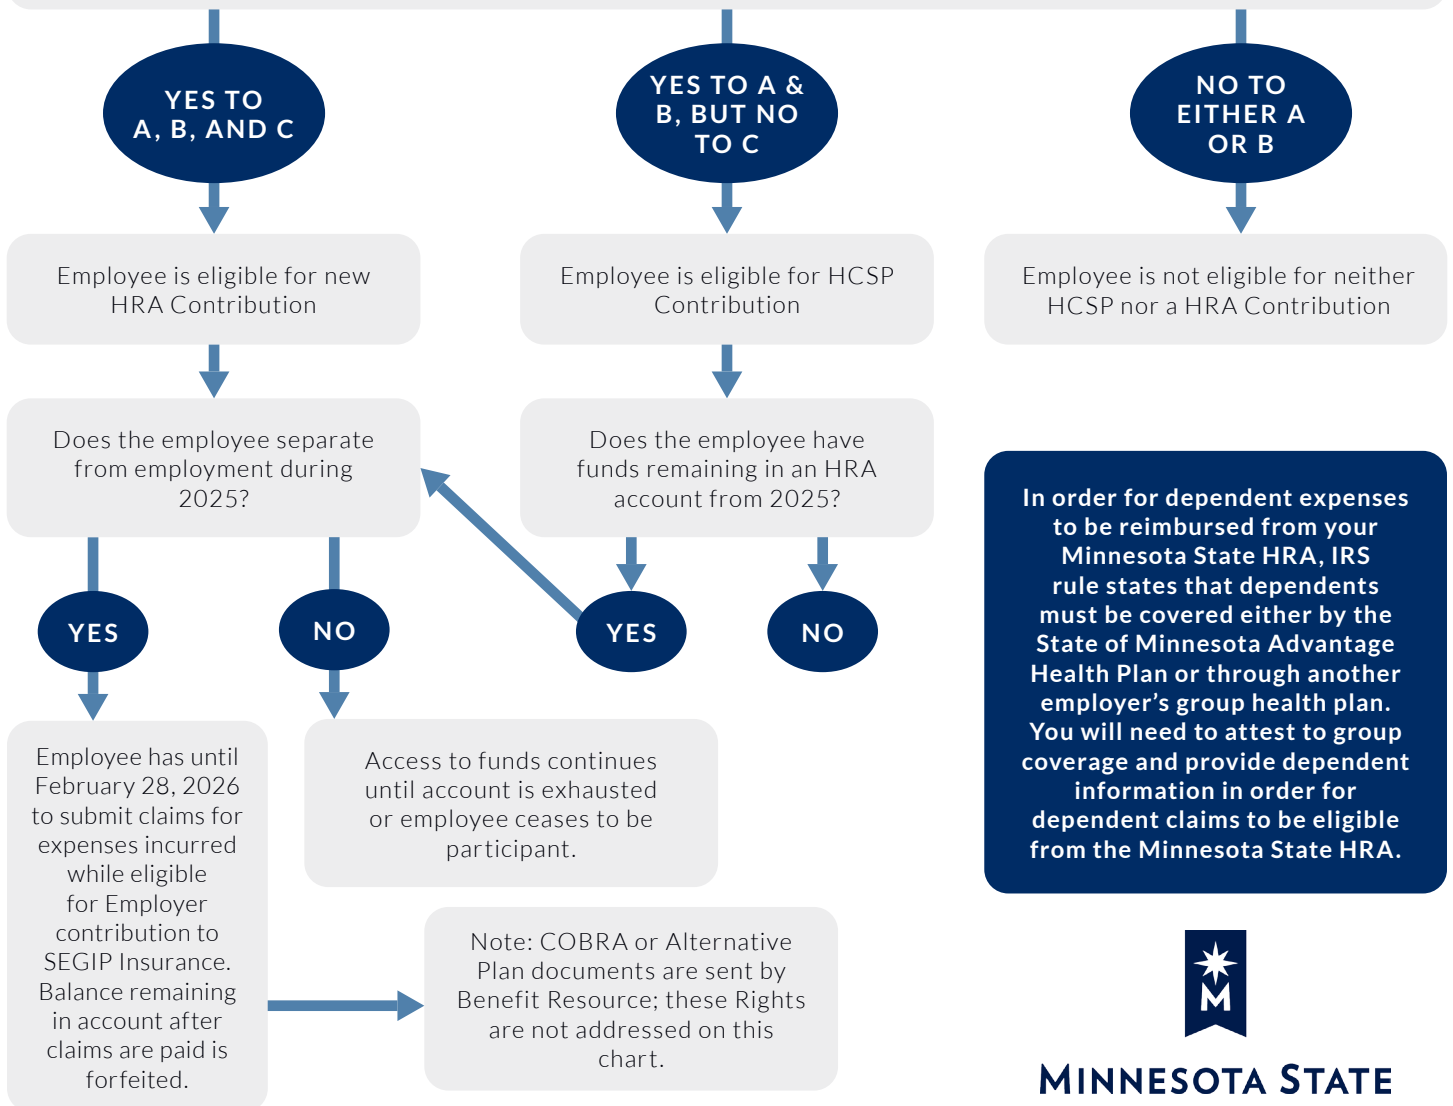 YES TO
A, B, AND C
YES TO A &
B, BUT NO
TO C
NO TO
EITHER A
OR B
Employee is eligible for new
HRA Contribution
Employee is eligible for HCSP
Contribution
Employee is not eligible for neither
HCSP nor a HRA Contribution
Does the employee separate
from employment during
2025?
Does the employee have
funds remaining in an HRA
account from 2025?
YES
NO
YES
NO
In order for dependent expenses
to be reimbursed from your
Minnesota State HRA, IRS
rule states that dependents
must be covered either by the
State of Minnesota Advantage
Health Plan or through another
employer’s group health plan.
You will need to attest to group
coverage and provide dependent
information in order for
dependent claims to be eligible
from the Minnesota State HRA.
Employee has until
February 28, 2026
to submit claims for
expenses incurred
while eligible
for Employer
contribution to
SEGIP Insurance.
Balance remaining
in account after
claims are paid is
forfeited.
Access to funds continues
until account is exhausted
or employee ceases to be
participant.
Note: COBRA or Alternative
Plan documents are sent by
Benefit Resource; these Rights
are not addressed on this
chart.
M
MINNESOTA STATE